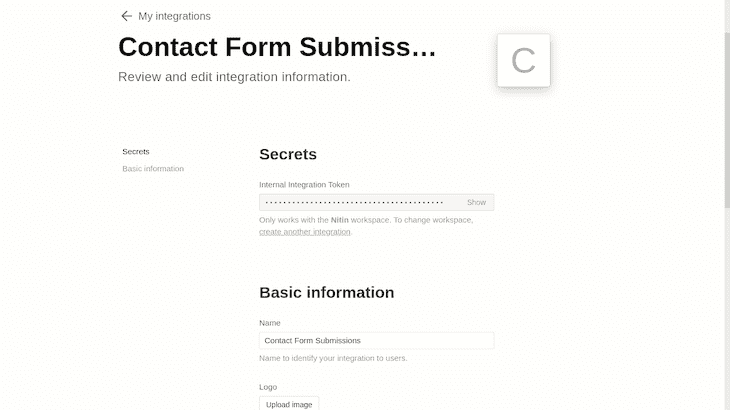 ← My integrations
Contact Form Submiss...
Review and edit integration information.
C
Secrets
Basic information
Secrets
Internal Integration Token
Show
Only works with the Nitin workspace. To change workspace,
create another integration.
Basic information
Name
Contact Form Submissions
Name to identify your integration to users.
Logo
Upload image